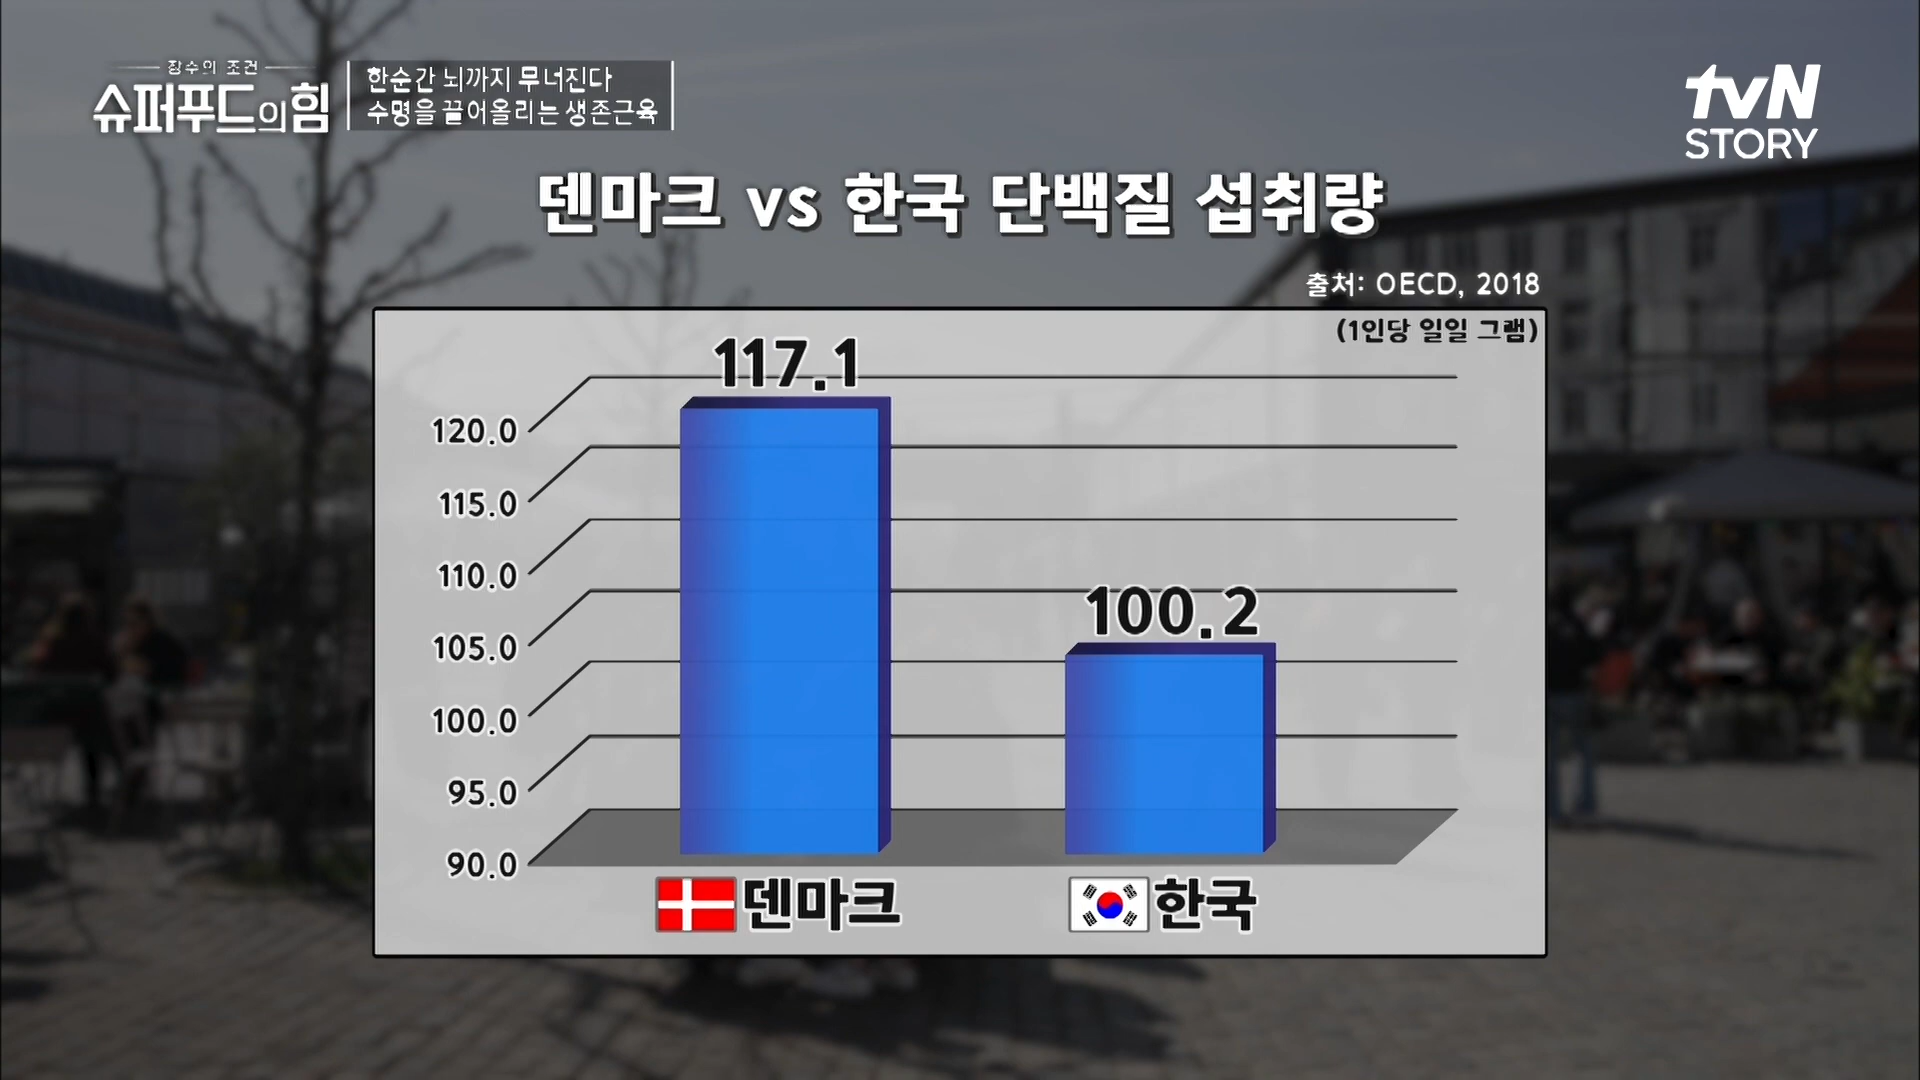 장수의 조건
슈퍼푸드의힘
한순간 뇌까지 무너진다
수명을 끌어올리는 생존근육
tvN
STORY
덴마크 vs 한국 단백질 섭취량
출처: OECD, 2018
(1인당 일일 그램)
117.1
100.2
120.0
115.0
110.0
105.0
100.0
95.0
90.0
덴마크
한국